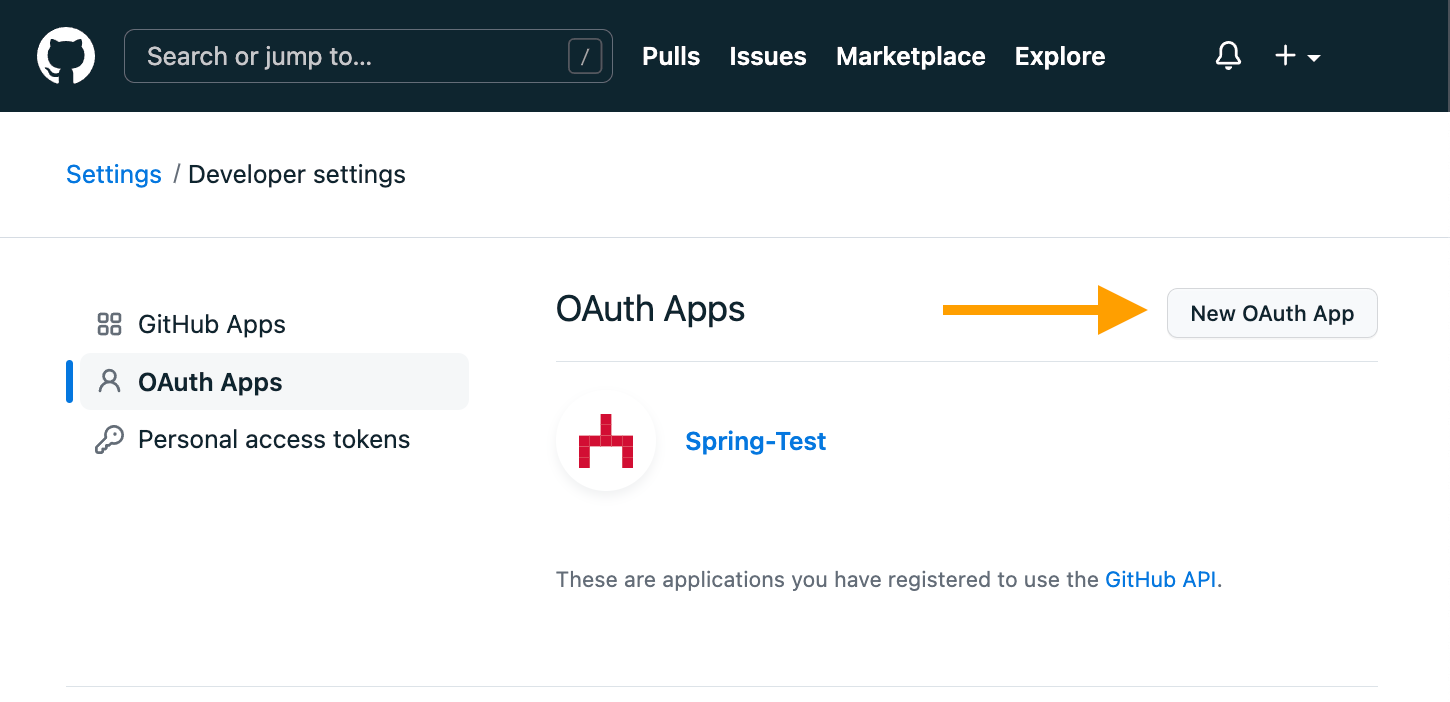 Search or jump to... /
Pulls Issues Marketplace Explore
Settings / Developer settings
GitHub Apps
OAuth Apps
Personal access tokens
OAuth Apps
New OAuth App
Spring-Test
These are applications you have registered to use the GitHub API.